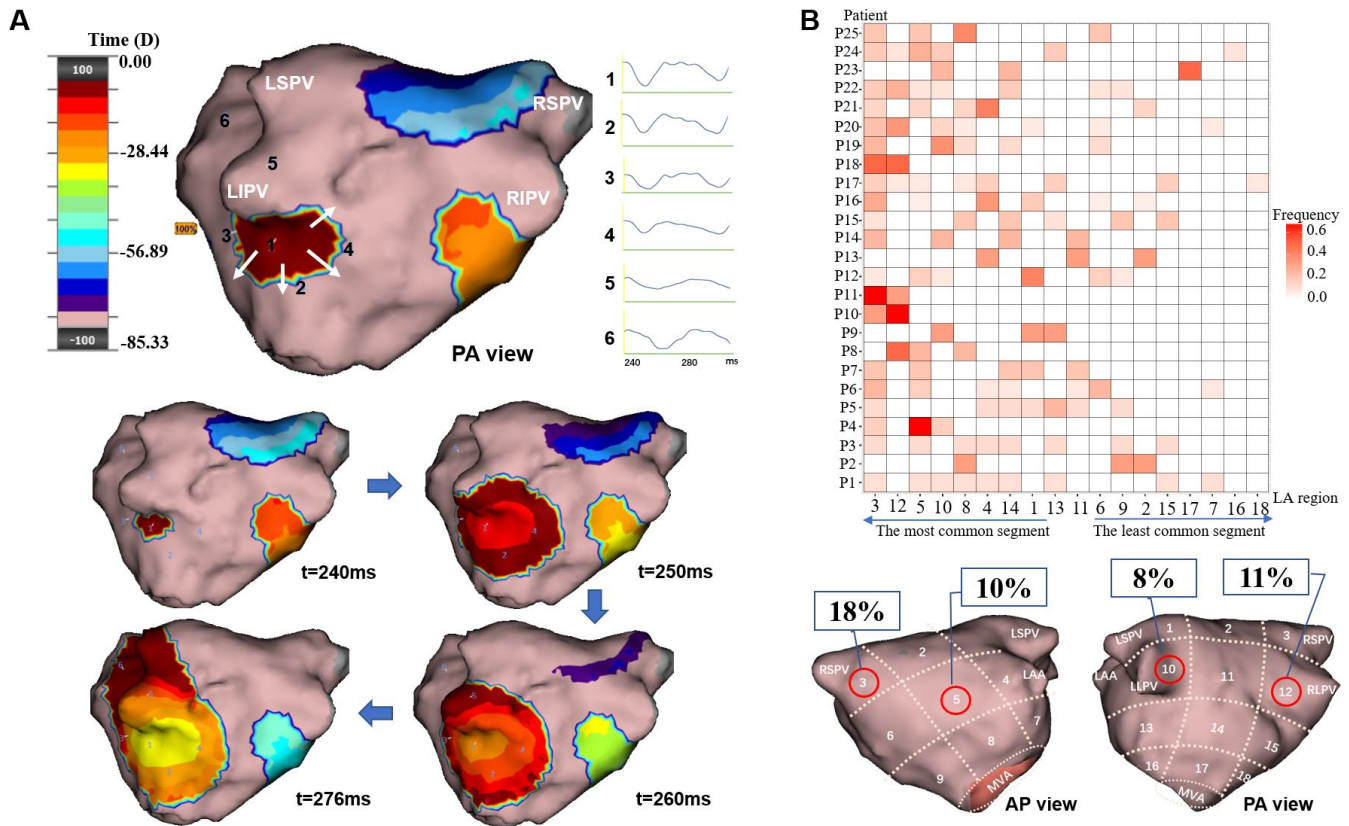 A
Time (D)
100
0.00
-28.44
100%
-56.89
-100
-85.33
LSPV
RSPV
6
5
LIPV
RIPV
3
1
4
2
PA view
1
2
3
4
5
6
240
280
ms
t=240ms
t=250ms
t=276ms
t=260ms
B
Patient
P25
P24
P23
P22
P21
P20
P19
P18
P17
P16
P15
P14
P13
P12
P11
P10
P9
P8
P7
P6
P5
P4
P3
P2
P1
Frequency
0.6
0.4
0.2
0.0
3 12 5 10 8 4 14 1 13 11 6 9 2 15 17 7 16 18
LA region
The most common segment
The least common segment
18%
10%
8%
11%
RSPV
3
2
LSPV
4
LAA
5
6
7
8
9
MVA
AP view
LSPV
1
2
3
RSPV
LAA
10
LLPV
11
12
RLPV
13
14
15
16
17
18
MVA
PA view